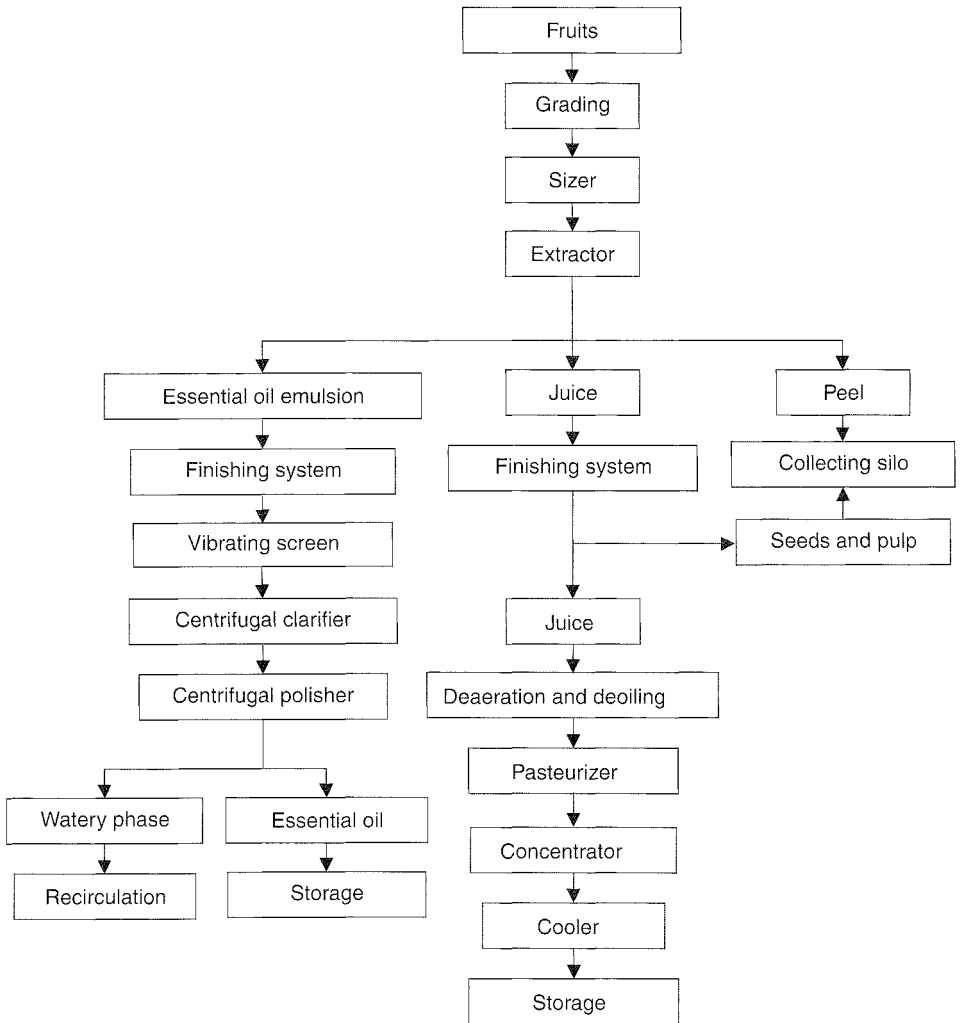 Fruits
Grading
Sizer
Extractor
Essential oil emulsion
Juice
Peel
Finishing system
Finishing system
Collecting silo
Vibrating screen
Seeds and pulp
Centrifugal clarifier
Juice
Centrifugal polisher
Deaeration and deoiling
Pasteurizer
Watery phase
Essential oil
Concentrator
Recirculation
Storage
Cooler
Storage